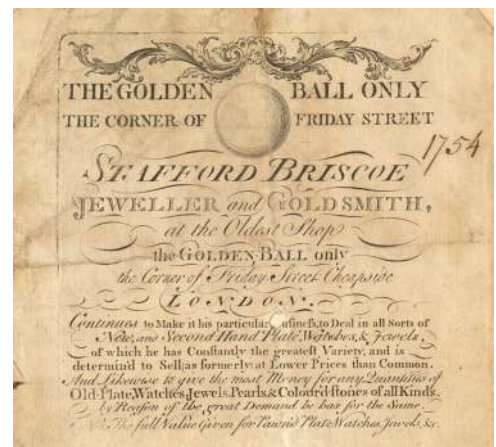 THE GOLDEN BALL ONLY
THE CORNER OF FRIDAY STREET
1754
STAFFORD BRISCOE
JEWELLER and GOLDSMITH,
at the Oldest Shop
the GOLDEN-BALL only
the Corner of Friday Street Cheapside
LONDON.
Continues to Make it his particular Businefs, to Deal in all Sorts of
New, and Second Hand Plate, Watches, & Jewels
of which he has Constantly the greatest Variety, and is
determin'd to Sell, as formerly at Lower Prices than Common.
And Likewise to give the most Money for any Quantities of
Old-Plate, Watches Jewels, Pearls, & Colour'd-stones of all Kinds,
by Reason of the great Demand he has for the Same.
The full Value Given for Pawn'd Plate Watches, Jewels, &c.